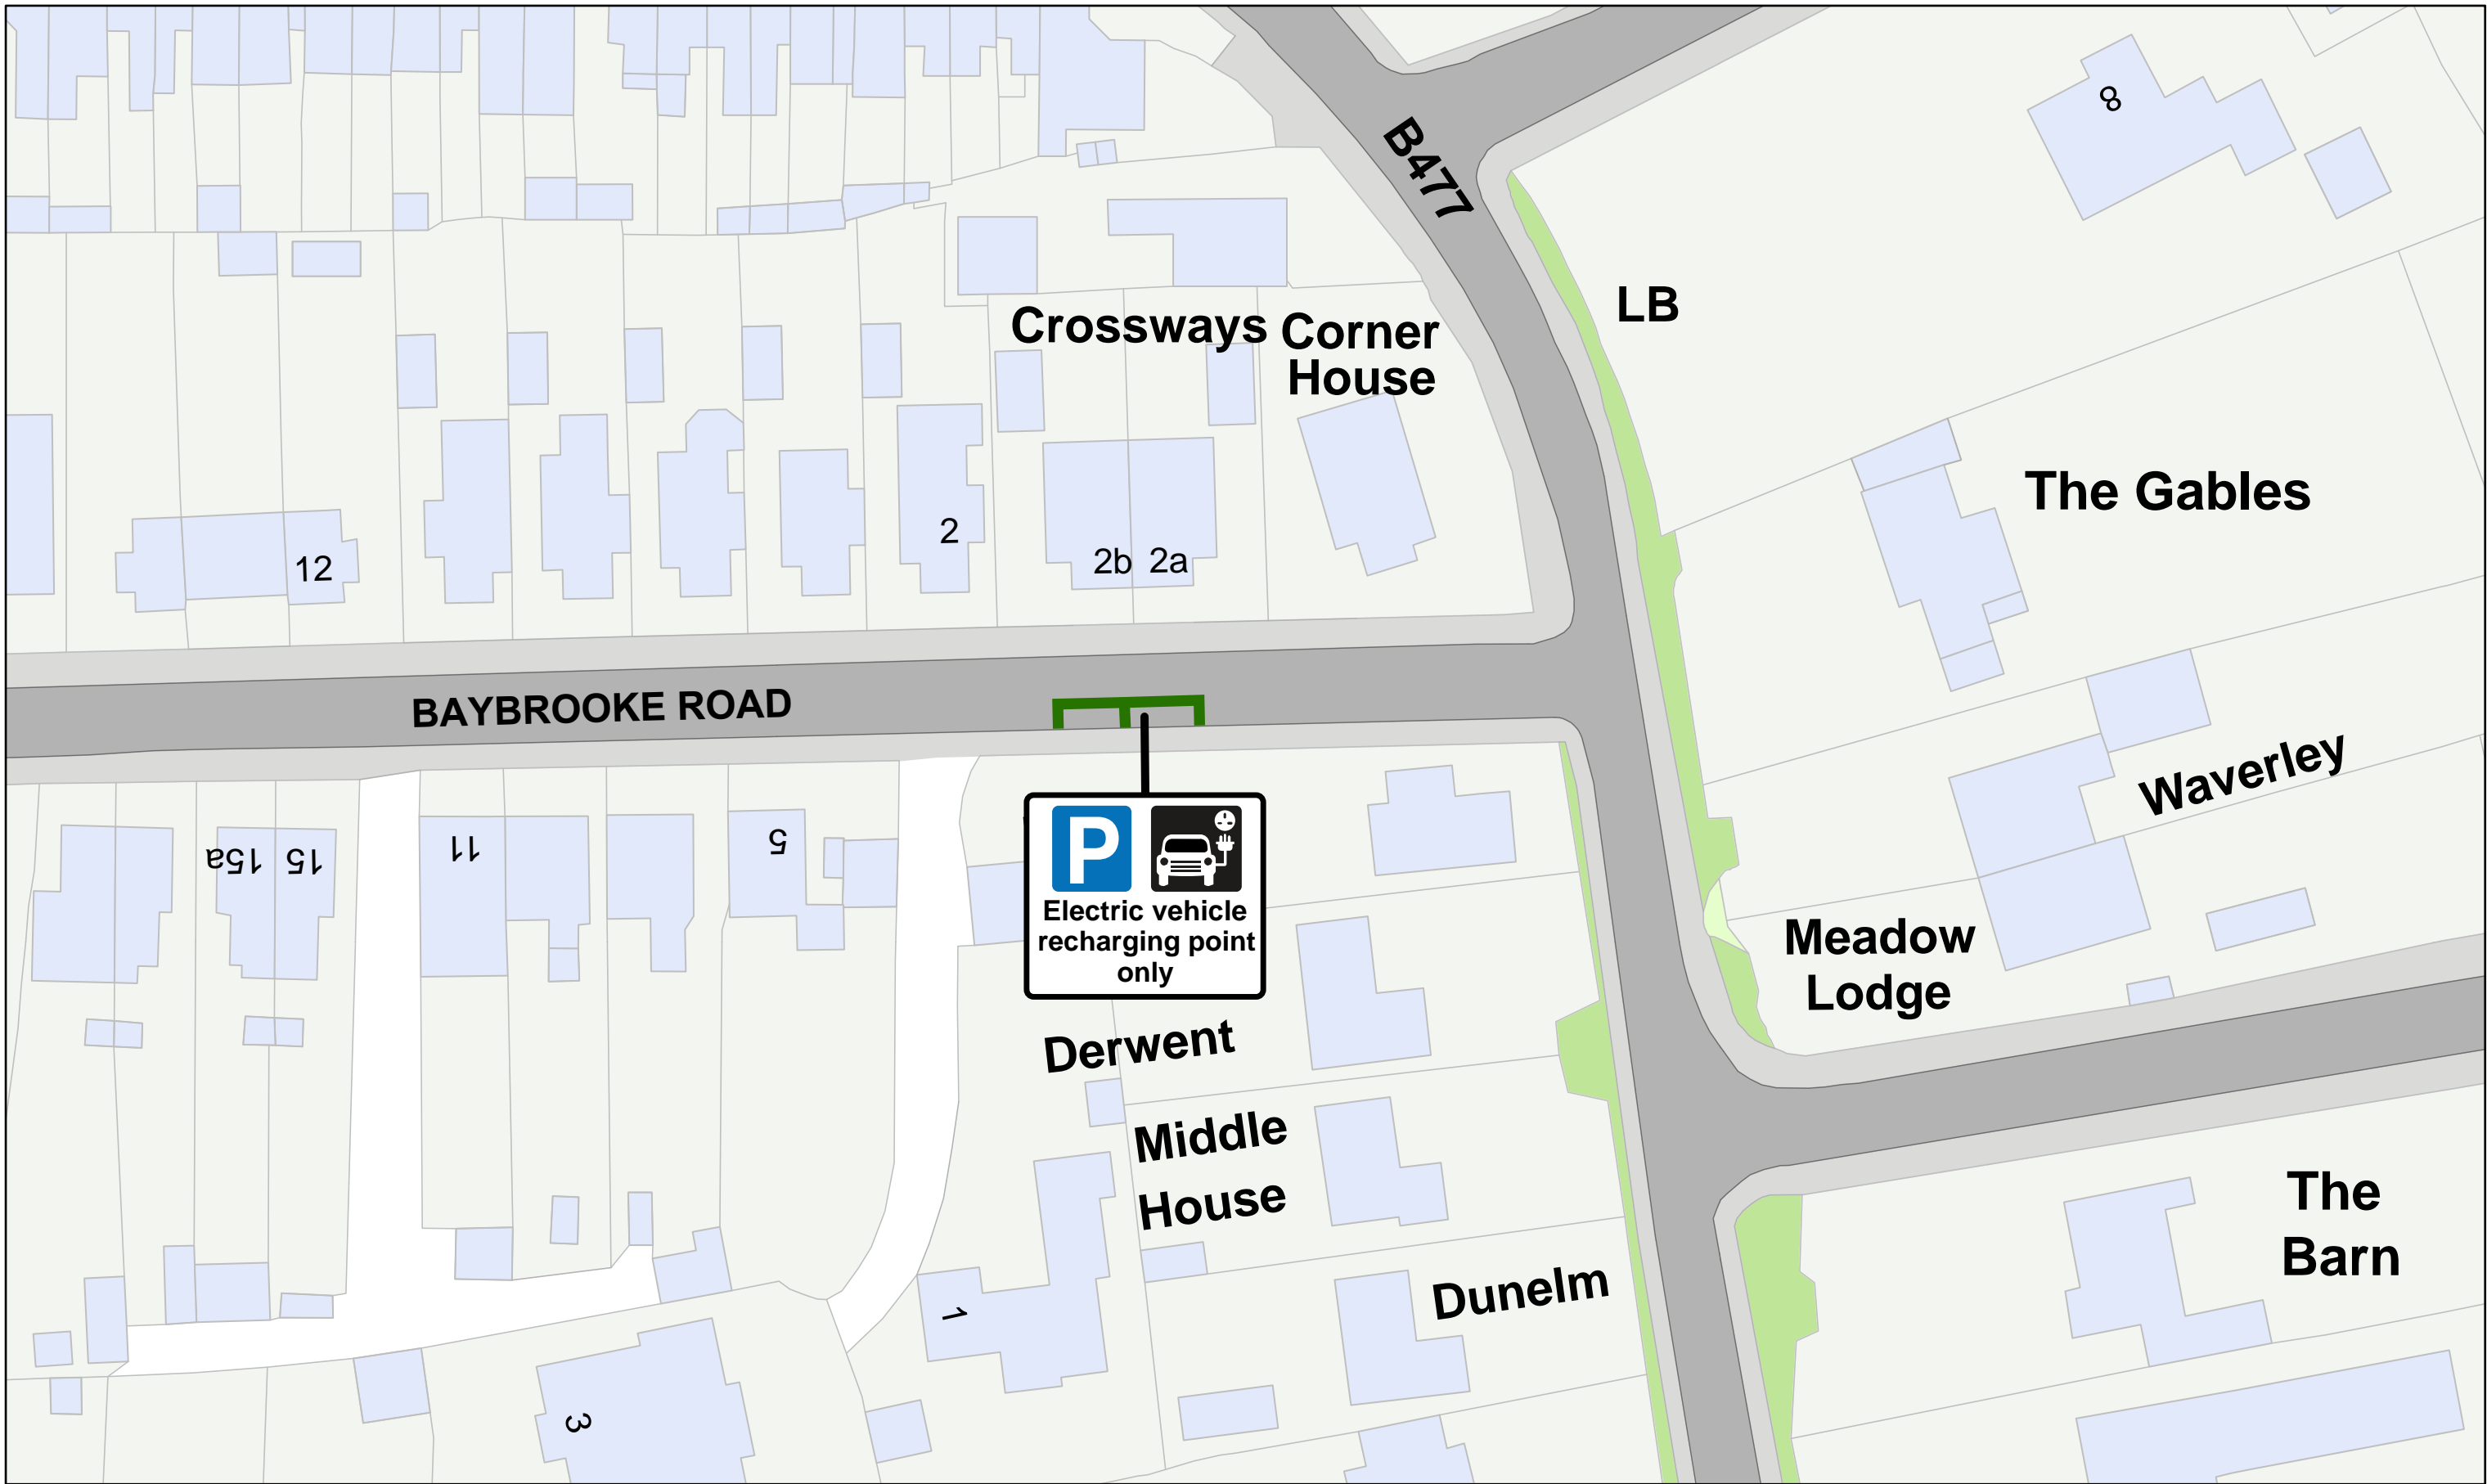 8
B477
LB
Crossways
Corner
House
The Gables
2
2b
2a
12
BAYBROOKE ROAD
Waverley
15a
15
11
5
P
Electric vehicle
recharging point
only
Meadow
Lodge
Derwent
Middle
House
The
Barn
Dunelm
1
3